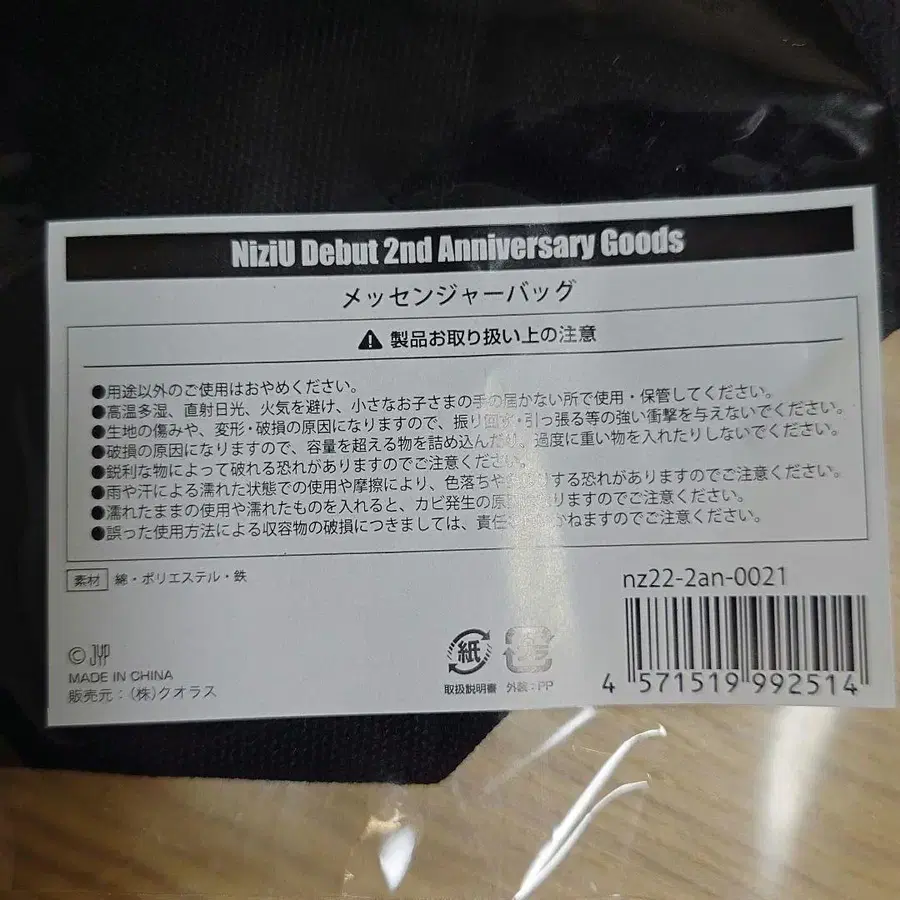 NiziU Debut 2nd Anniversary Goods
メッセンジャーバッグ
製品お取り扱い上の注意
●用途以外のご使用はおやめください。
●高温多湿、直射日光、火気を避け、小さなお子さまの手の届かない所で使用・保管してください。
●生地の傷みや、変形・破損の原因になりますので、振り回す・引っ張る等の強い衝撃を与えないでください。
●破損の原因になりますので、容量を超える物を詰め込んだり、過度に重い物を入れたりしないでください。
●鋭利な物によって破れる恐れがありますのでご注意ください。
●雨や汗による濡れた状態での使用や摩擦により、色落ちや する恐れがありますのでご注意ください。
●濡れたままの使用や濡れたものを入れると、カビ発生の原因 りますのでご注意ください。
●誤った使用方法による収容物の破損につきましては、責任 かねますのでご注意ください。
素材 綿・ポリエステル・鉄
nz22-2an-0021
© JYP
MADE IN CHINA
販売元:(株)クオラス
紙
取扱説明書
プラ
外装:PP
4 571519 992514